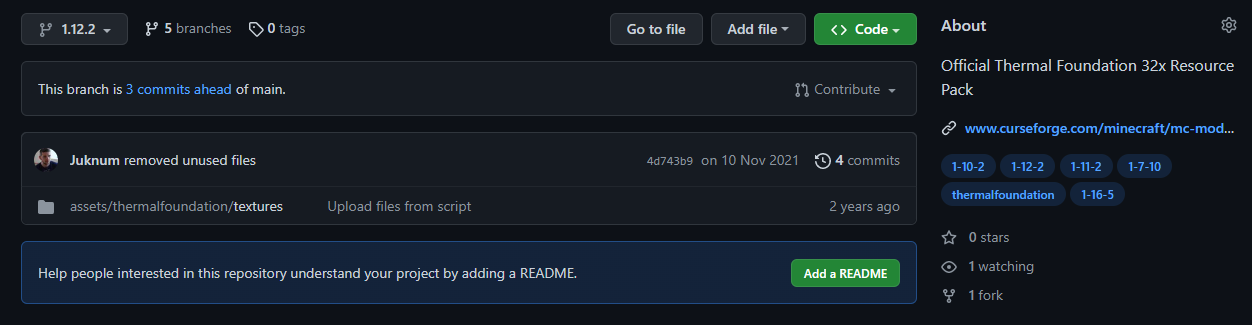 1.12.2
5 branches
0 tags
Go to file
Add file
Code
This branch is 3 commits ahead of main.
Contribute
Juknum removed unused files
4d743b9 on 10 Nov 2021
4 commits
assets/thermalfoundation/textures
Upload files from script
2 years ago
Help people interested in this repository understand your project by adding a README.
Add a README
About
Official Thermal Foundation 32x Resource
Pack
www.curseforge.com/minecraft/mc-mod...
1-10-2 1-12-2 1-11-2 1-7-10
thermalfoundation 1-16-5
0 stars
1 watching
1 fork